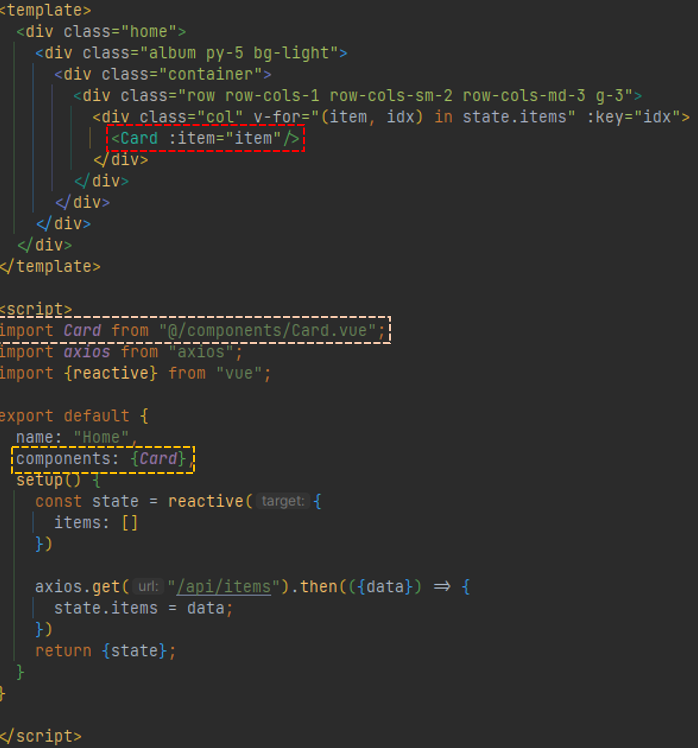 <template>
<div class="home">
<div class="album py-5 bg-light">
<div class="container">
<div class="row row-cols-1 row-cols-sm-2 row-cols-md-3 g-3">
<div class="col" v-for="(item, idx) in state.items" :key="idx">
<Card :item="item"/>
</div>
</div>
</div>
</div>
</div>
</template>
<script>
import Card from "@/components/Card.vue";
import axios from "axios";
import {reactive} from "vue";
export default {
name: "Home",
components: {Card},
setup() {
const state = reactive( target: {
items: []
})
axios.get( url: "/api/items").then(({data}) => {
state.items = data;
})
return {state};
}
}
</script>